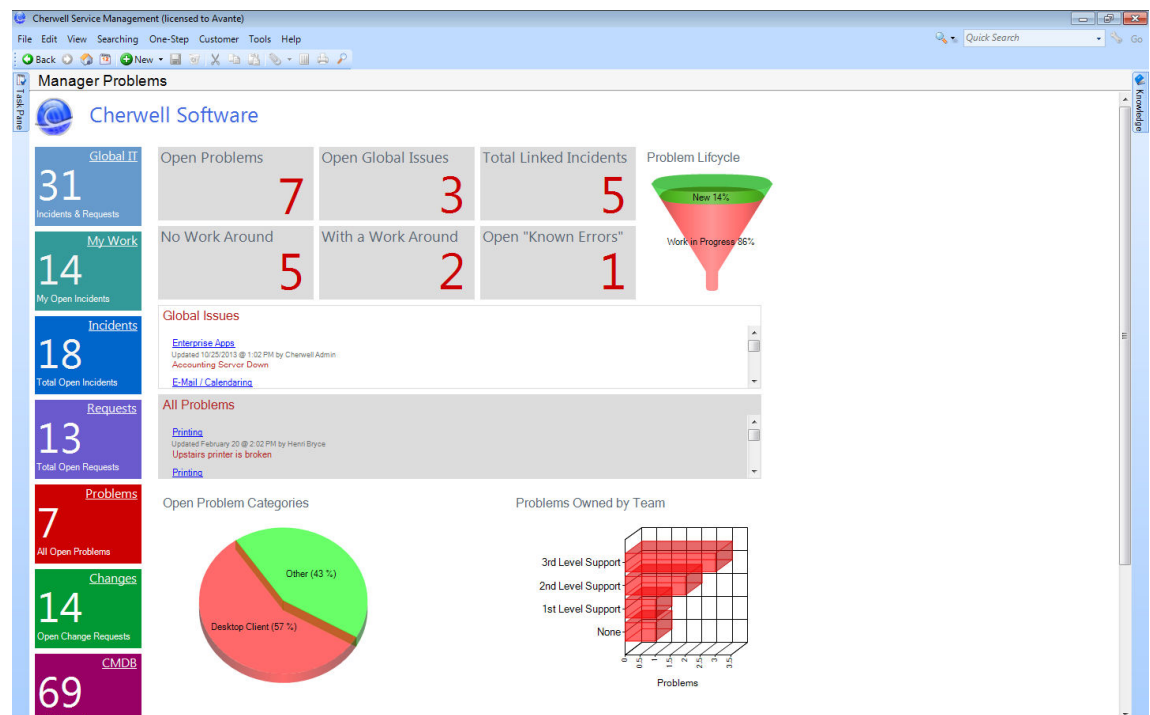 Cherwell Service Management (licensed to Avante)
File Edit View Searching One-Step Customer Tools Help
Quick Search
Go
Back
New
Manager Problems
Task Pane
Knowledge
Cherwell Software
Global IT
31
Incidents & Requests
My Work
14
My Open Incidents
Incidents
18
Total Open Incidents
Requests
13
Total Open Requests
Problems
7
All Open Problems
Changes
14
Open Change Requests
CMDB
69
Open Problems
7
Open Global Issues
3
Total Linked Incidents
5
No Work Around
5
With a Work Around
2
Open "Known Errors"
1
Problem Lifcycle
New 14%
Work in Progress 86%
Global Issues
Enterprise Apps
Updated 10/25/2013 @ 1:02 PM by Cherwell Admin
Accounting Server Down
E-Mail / Calendaring
All Problems
Printing
Updated February 20 @ 2:02 PM by Henri Bryce
Upstairs printer is broken
Printing
Open Problem Categories
Other (43 %)
Desktop Client (57 %)
Problems Owned by Team
3rd Level Support
2nd Level Support
1st Level Support
None
0 0.5 1 1.5 2 2.5 3 3.5
Problems